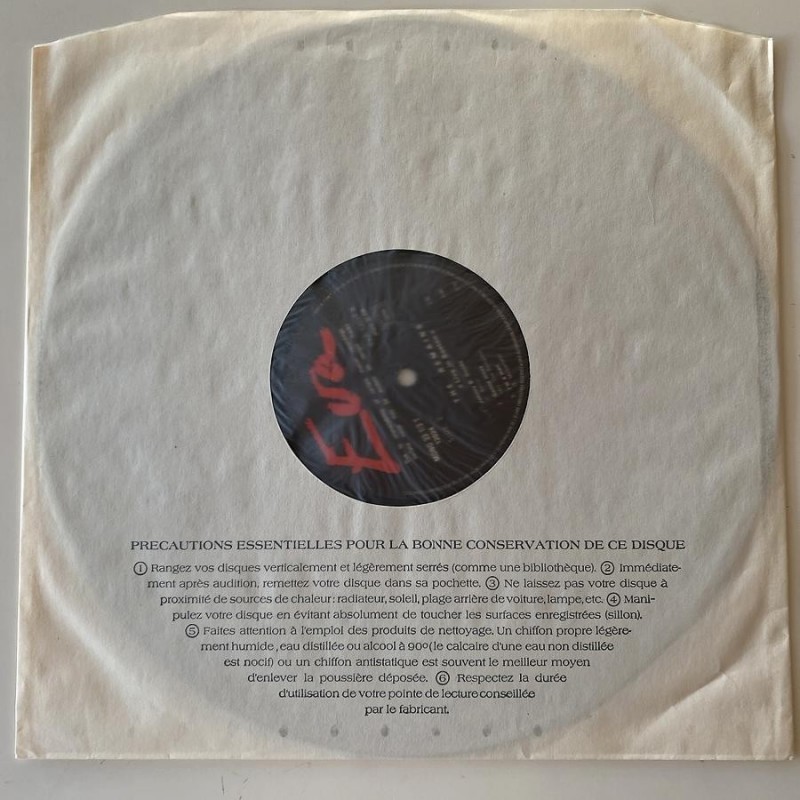 Euro
PRECAUTIONS ESSENTIELLES POUR LA BONNE CONSERVATION DE CE DISQUE
① Rangez vos disques verticalement et légèrement serrés (comme une bibliothèque). ② Immédiate-
ment après audition, remettez votre disque dans sa pochette. ③ Ne laissez pas votre disque à
proximité de sources de chaleur: radiateur, soleil, plage arrière de voiture, lampe, etc. ④ Mani-
pulez votre disque en évitant absolument de toucher les surfaces enregistrées (sillon).
⑤ Faites attention à l'emploi des produits de nettoyage. Un chiffon propre légère-
ment humide, eau distillée ou alcool à 90º (le calcaire d'une eau non distillée
est nocif) ou un chiffon antistatique est souvent le meilleur moyen
d'enlever la poussière déposée. ⑥ Respectez la durée
d'utilisation de votre pointe de lecture conseillée
par le fabricant.